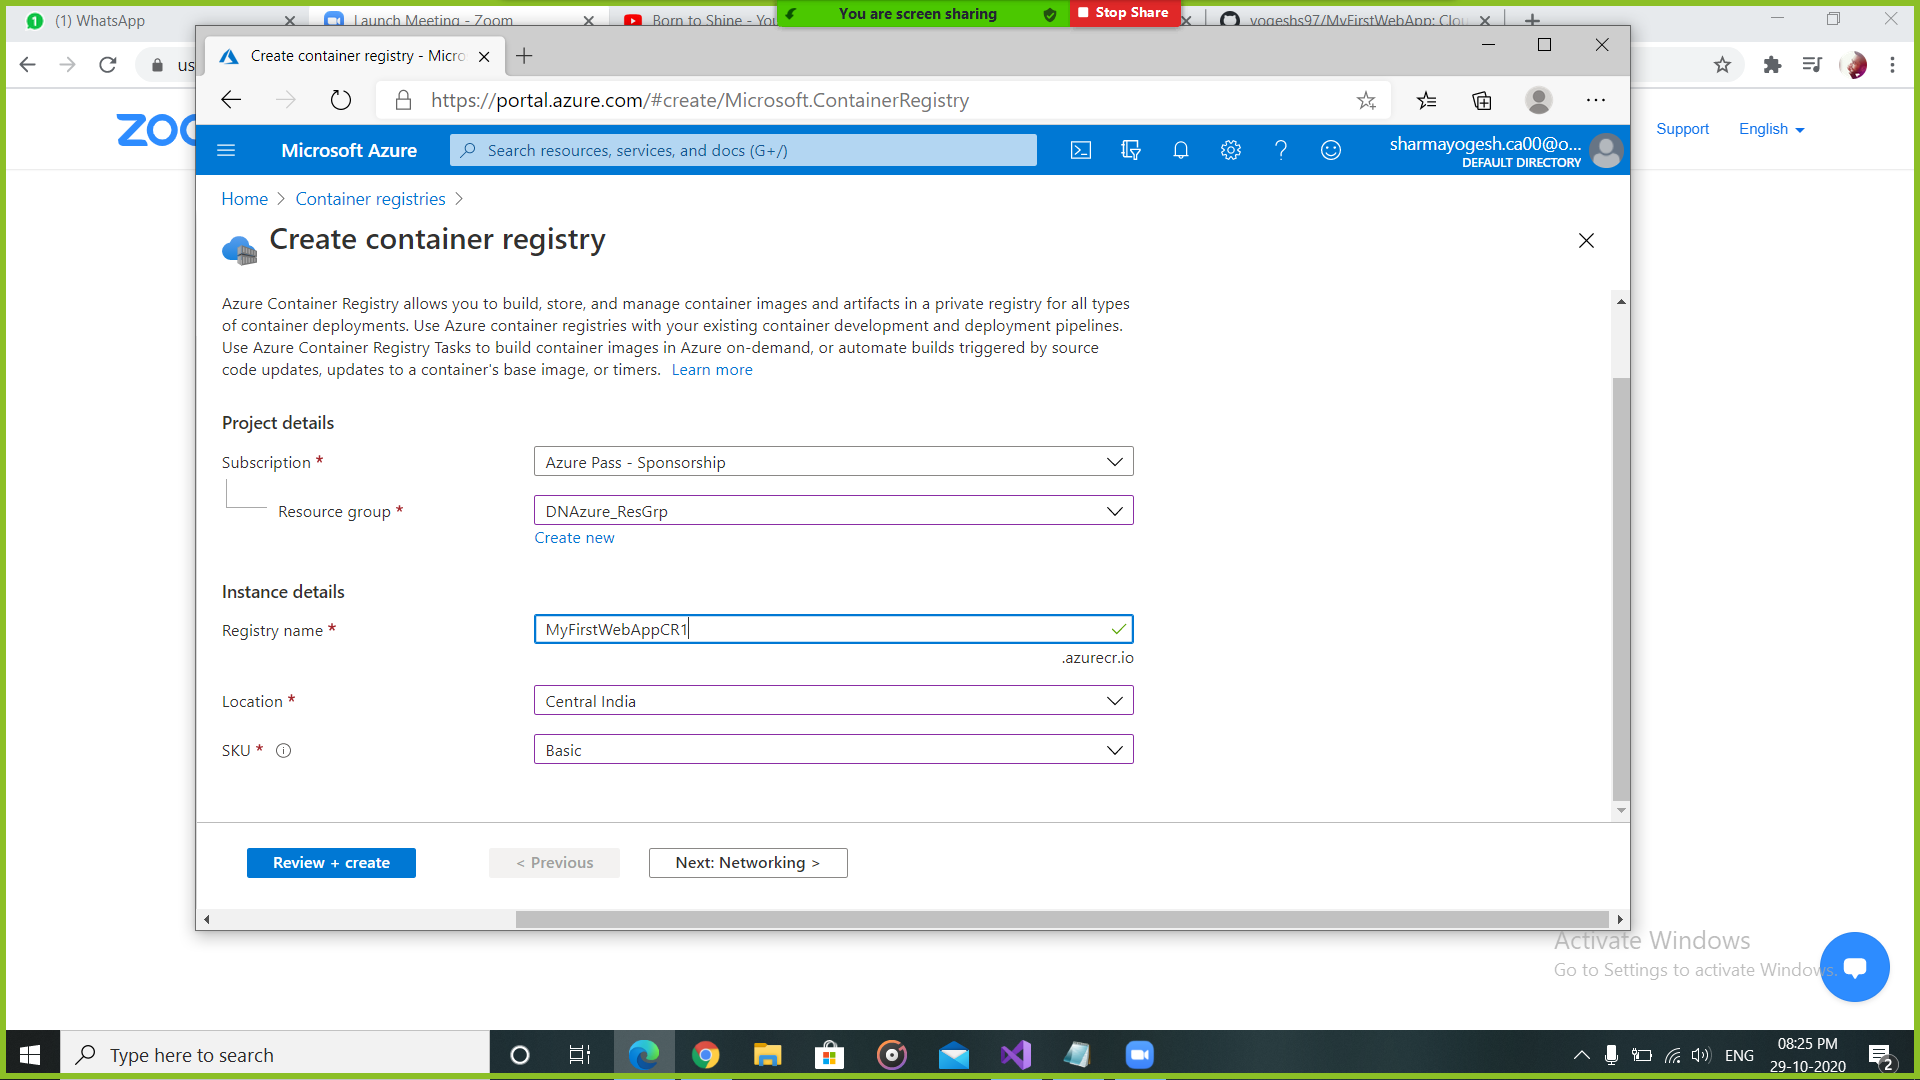 (1) WhatsApp
Launch Meeting - Zoom
Born to Shine - You
You are screen sharing
Stop Share
yogeshs97/MyFirstWebApp: Clou
Create container registry - Micro
us
https://portal.azure.com/#create/Microsoft.ContainerRegistry
ZOO
Support
English
Microsoft Azure
Search resources, services, and docs (G+/)
sharmayogesh.ca00@o...
DEFAULT DIRECTORY
Home > Container registries >
Create container registry
Azure Container Registry allows you to build, store, and manage container images and artifacts in a private registry for all types
of container deployments. Use Azure container registries with your existing container development and deployment pipelines.
Use Azure Container Registry Tasks to build container images in Azure on-demand, or automate builds triggered by source
code updates, updates to a container's base image, or timers. Learn more
Project details
Subscription *
Azure Pass - Sponsorship
Resource group *
DNAzure_ResGrp
Create new
Instance details
Registry name *
MyFirstWebAppCR1
.azurecr.io
Location *
Central India
SKU *
Basic
Review + create
< Previous
Next: Networking >
Activate Windows
Go to Settings to activate Windows.
Type here to search
ENG
08:25 PM
29-10-2020
2